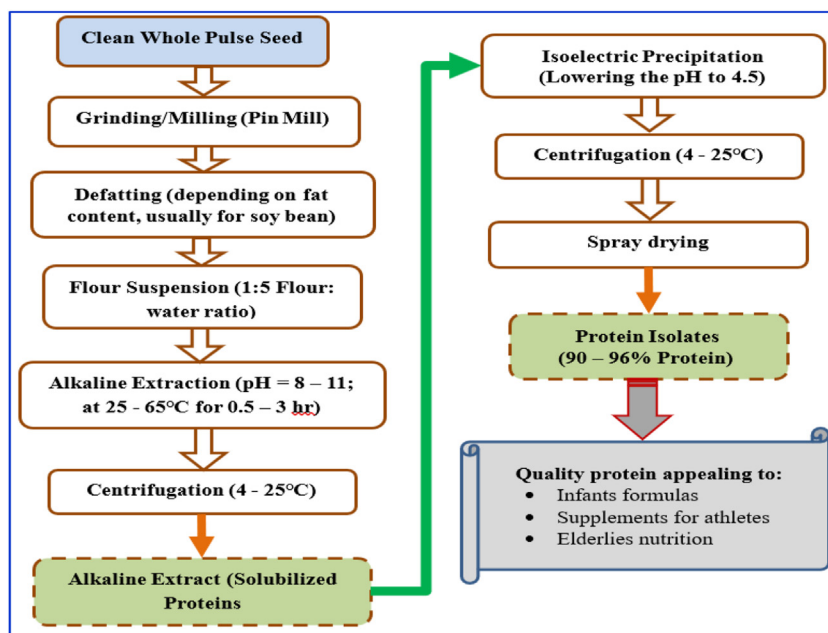 Clean Whole Pulse Seed
Grinding/Milling (Pin Mill)
Defatting (depending on fat
content, usually for soy bean)
Flour Suspension (1:5 Flour:
water ratio)
Alkaline Extraction (pH = 8 – 11;
at 25 - 65°C for 0.5 – 3 hr)
Centrifugation (4 - 25°C)
Alkaline Extract (Solubilized
Proteins
Isoelectric Precipitation
(Lowering the pH to 4.5)
Centrifugation (4 - 25°C)
Spray drying
Protein Isolates
(90 – 96% Protein)
Quality protein appealing to:
• Infants formulas
• Supplements for athletes
• Elderlies nutrition